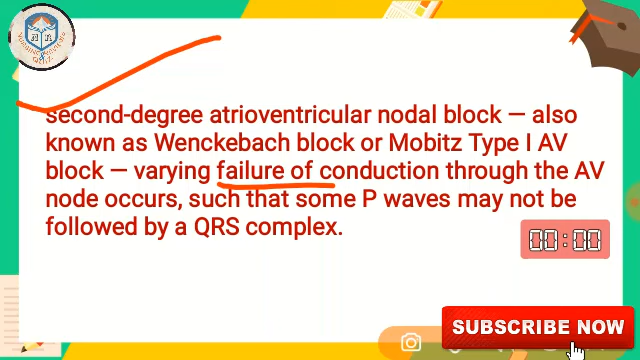 second-degree atrioventricular nodal block — also
known as Wenckebach block or Mobitz Type I AV
block — varying failure of conduction through the AV
node occurs, such that some P waves may not be
followed by a QRS complex.
00:00
SUBSCRIBE NOW